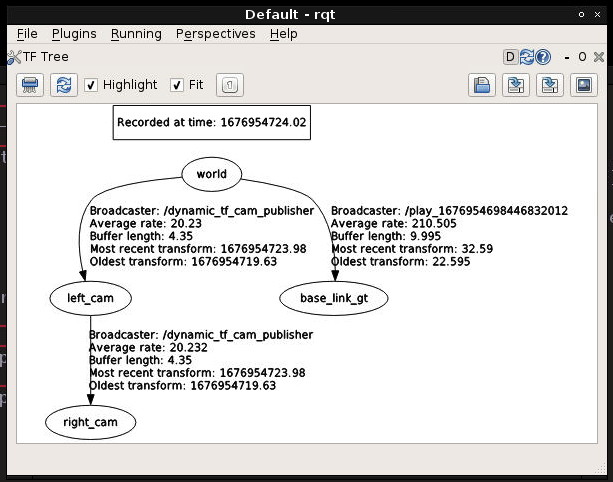 Default - rqt
File Plugins Running Perspectives Help
TF Tree D - O
Highlight Fit
Recorded at time: 1676954724.02
world
Broadcaster: /dynamic_tf_cam_publisher
Average rate: 20.23
Buffer length: 4.35
Most recent transform: 1676954723.98
Oldest transform: 1676954719.63
Broadcaster: /play_1676954698446832012
Average rate: 210.505
Buffer length: 9.995
Most recent transform: 32.59
Oldest transform: 22.595
left_cam
base_link_gt
Broadcaster: /dynamic_tf_cam_publisher
Average rate: 20.232
Buffer length: 4.35
Most recent transform: 1676954723.98
Oldest transform: 1676954719.63
right_cam